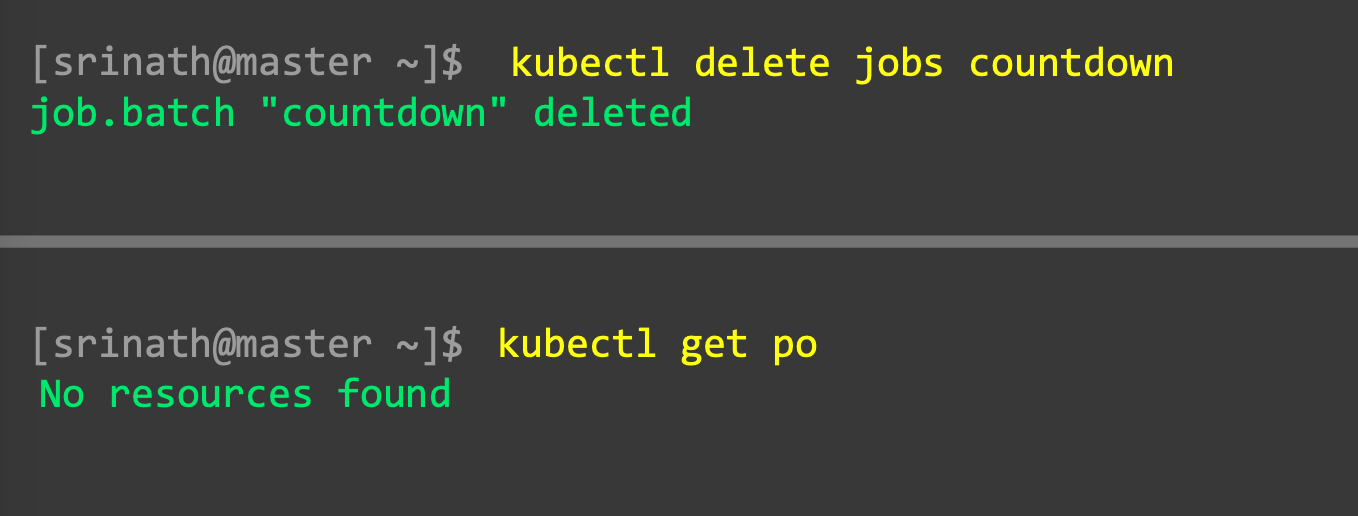 [srinath@master ~]$ kubectl delete jobs countdown
job.batch "countdown" deleted
[srinath@master ~]$ kubectl get po
No resources found